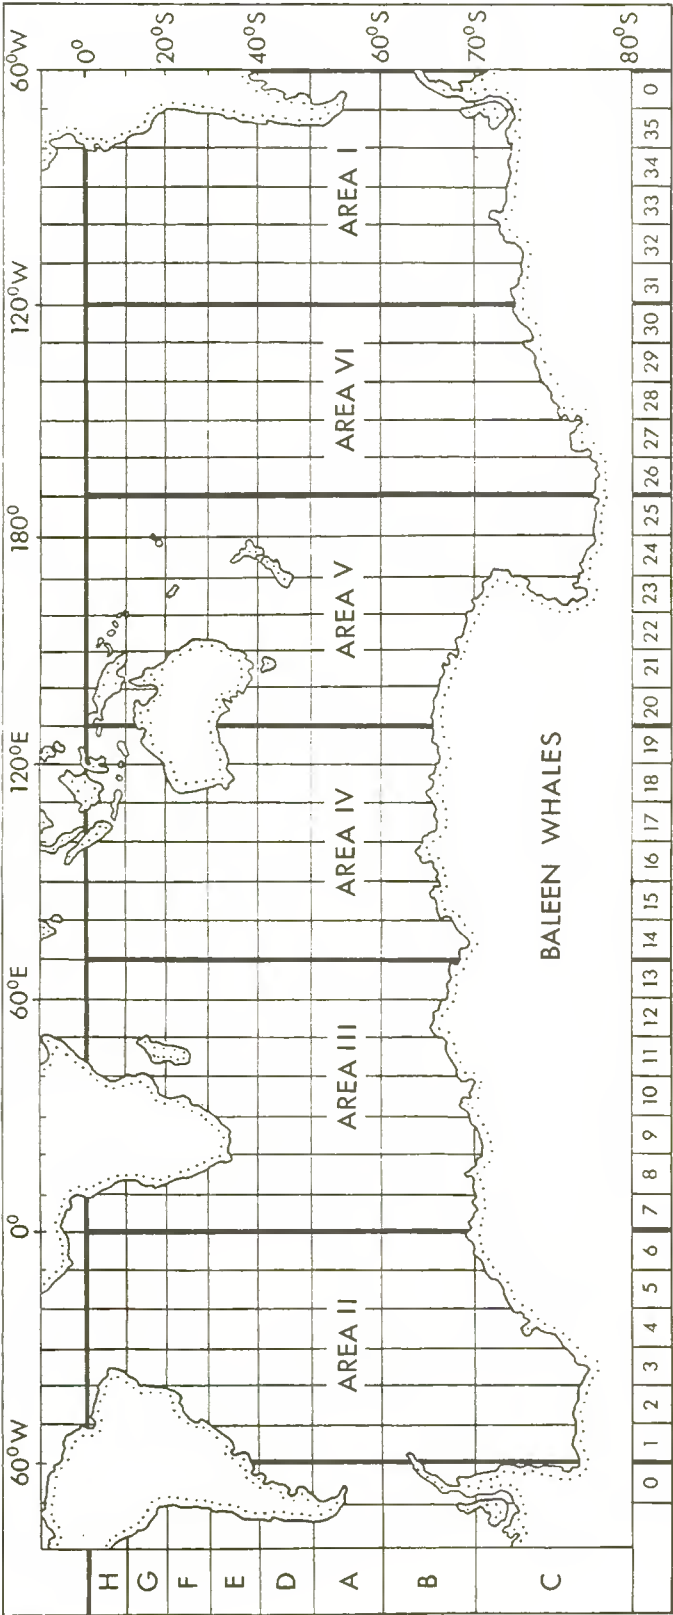 60°W
0°
60°E
120°E
180°
120°W
60°W
0°
20°S
40°S
60°S
70°S
80°S
H
G
F
E
D
A
B
C
AREA II
AREA III
AREA IV
AREA V
AREA VI
AREA I
BALEEN WHALES
0 1 2 3 4 5 6 7 8 9 10 11 12 13 14 15 16 17 18 19 20 21 22 23 24 25 26 27 28 29 30 31 32 33 34 35 0